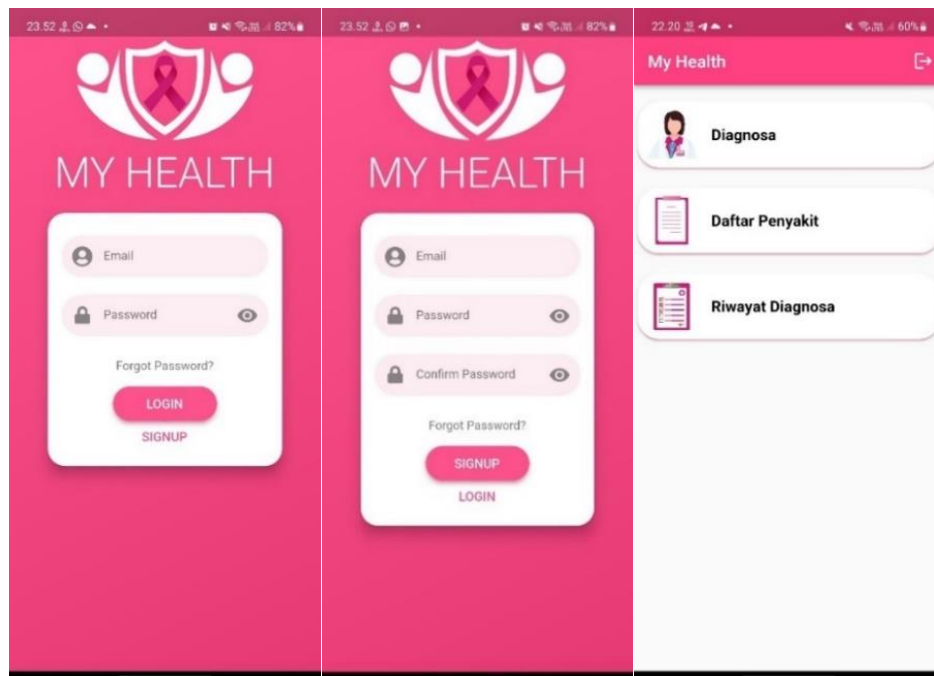 23.52
82%
MY HEALTH
Email
Password
Forgot Password?
LOGIN
SIGNUP
23.52
82%
MY HEALTH
Email
Password
Confirm Password
Forgot Password?
SIGNUP
LOGIN
22.20
60%
My Health
Diagnosa
Daftar Penyakit
Riwayat Diagnosa